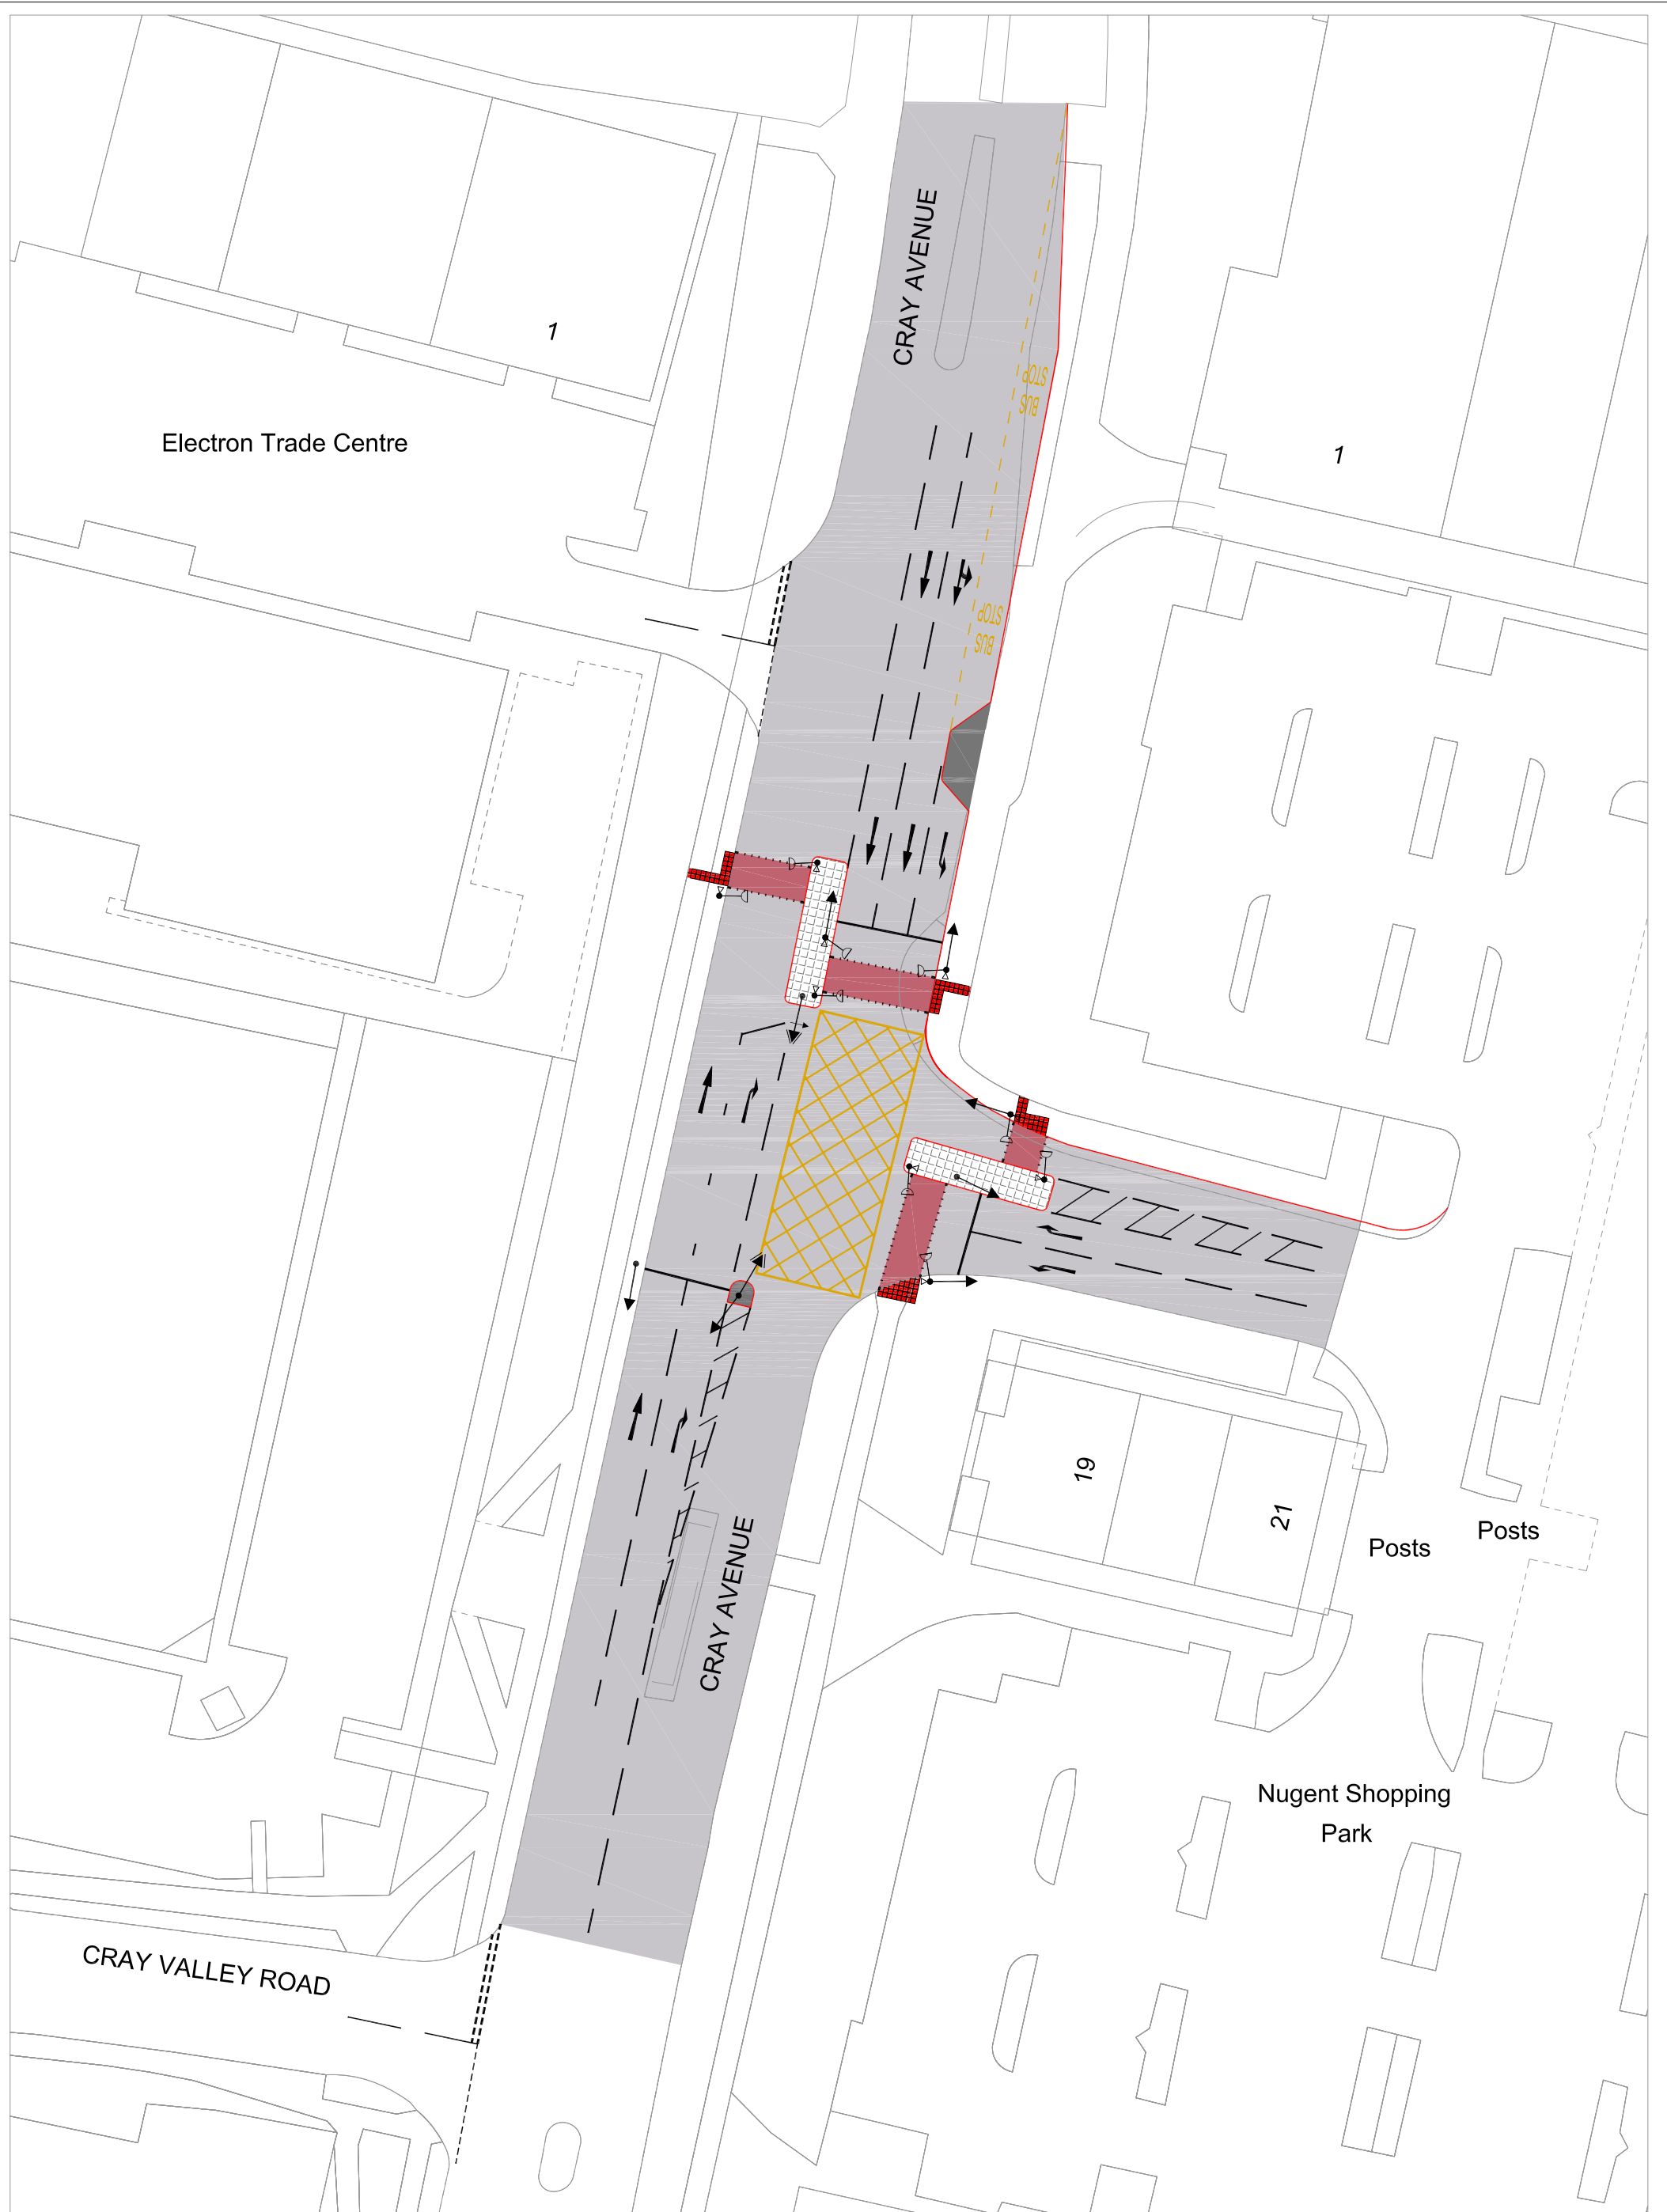 CRAY AVENUE
1
STOP
BUS
Electron Trade Centre
1
STOP
BUS
19
21
Posts
Posts
CRAY AVENUE
Nugent Shopping
Park
CRAY VALLEY ROAD